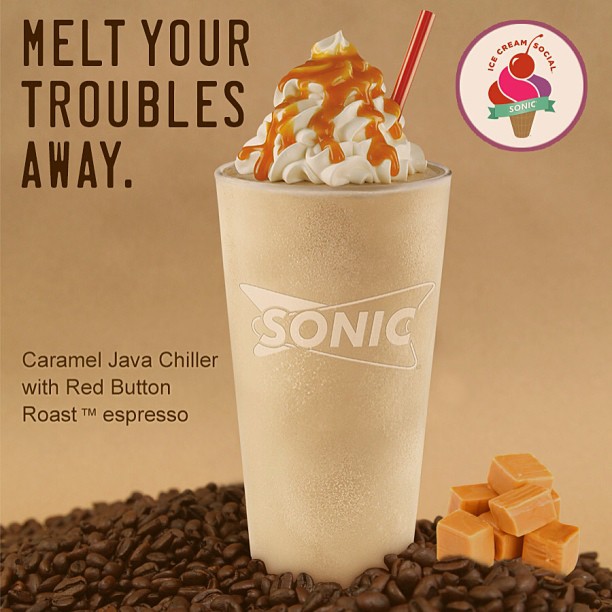 MELT YOUR
TROUBLES
AWAY.
ICE CREAM SOCIAL
SONIC
SONIC
Caramel Java Chiller
with Red Button
Roast™ espresso